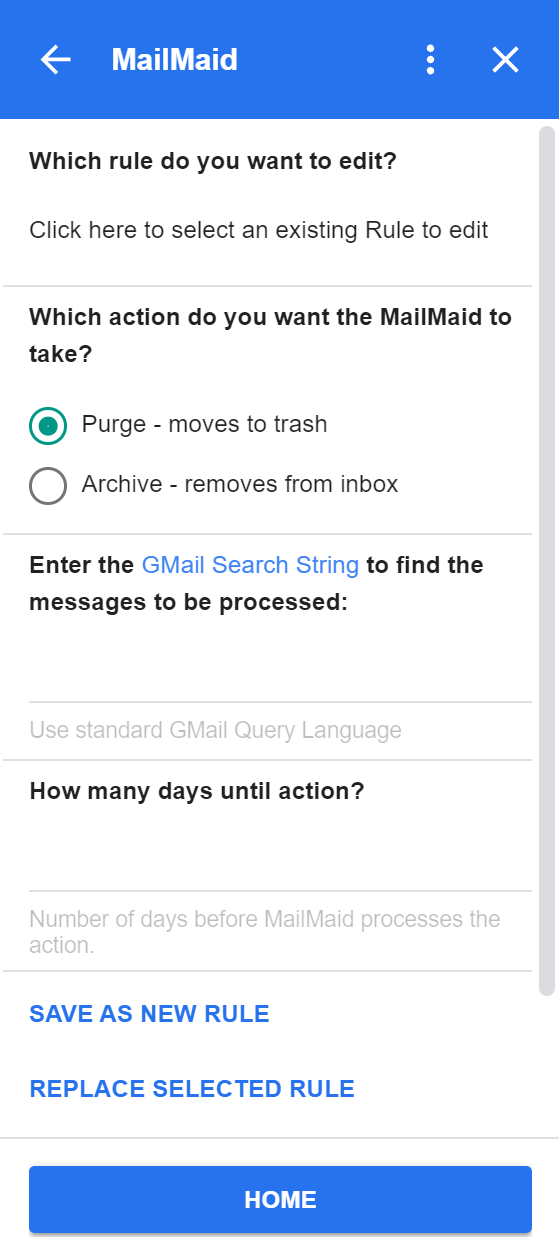 MailMaid
Which rule do you want to edit?
Click here to select an existing Rule to edit
Which action do you want the MailMaid to
take?
Purge - moves to trash
Archive - removes from inbox
Enter the GMail Search String to find the
messages to be processed:
Use standard GMail Query Language
How many days until action?
Number of days before MailMaid processes the
action.
SAVE AS NEW RULE
REPLACE SELECTED RULE
HOME